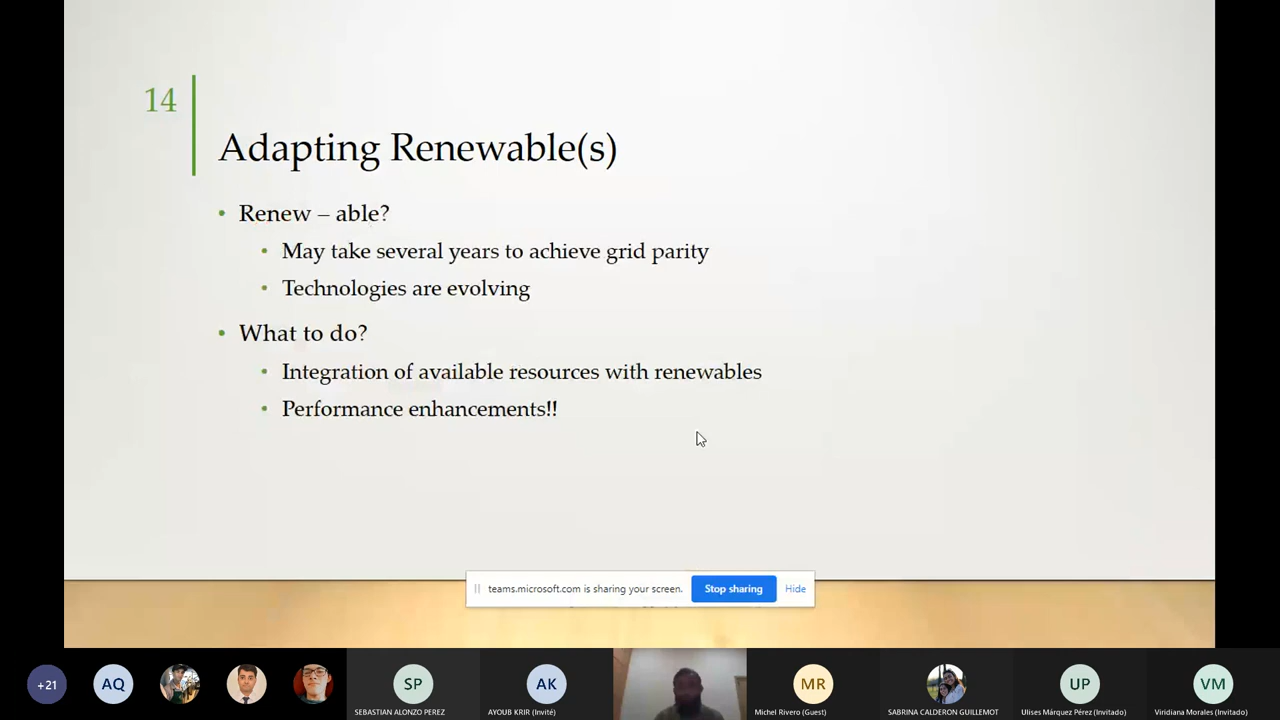 14
Adapting Renewable(s)
• Renew – able?
• May take several years to achieve grid parity
• Technologies are evolving
• What to do?
• Integration of available resources with renewables
• Performance enhancements!!
teams.microsoft.com is sharing your screen.
Stop sharing
Hide
+21
AQ
SP
SEBASTIAN ALONZO PEREZ
AK
AYOUB KRIR (Invité)
MR
Michel Rivero (Guest)
SABRINA CALDERON GUILLEMOT
UP
Ulises Márquez Pérez (Invitado)
VM
Viridiana Morales (Invitado)